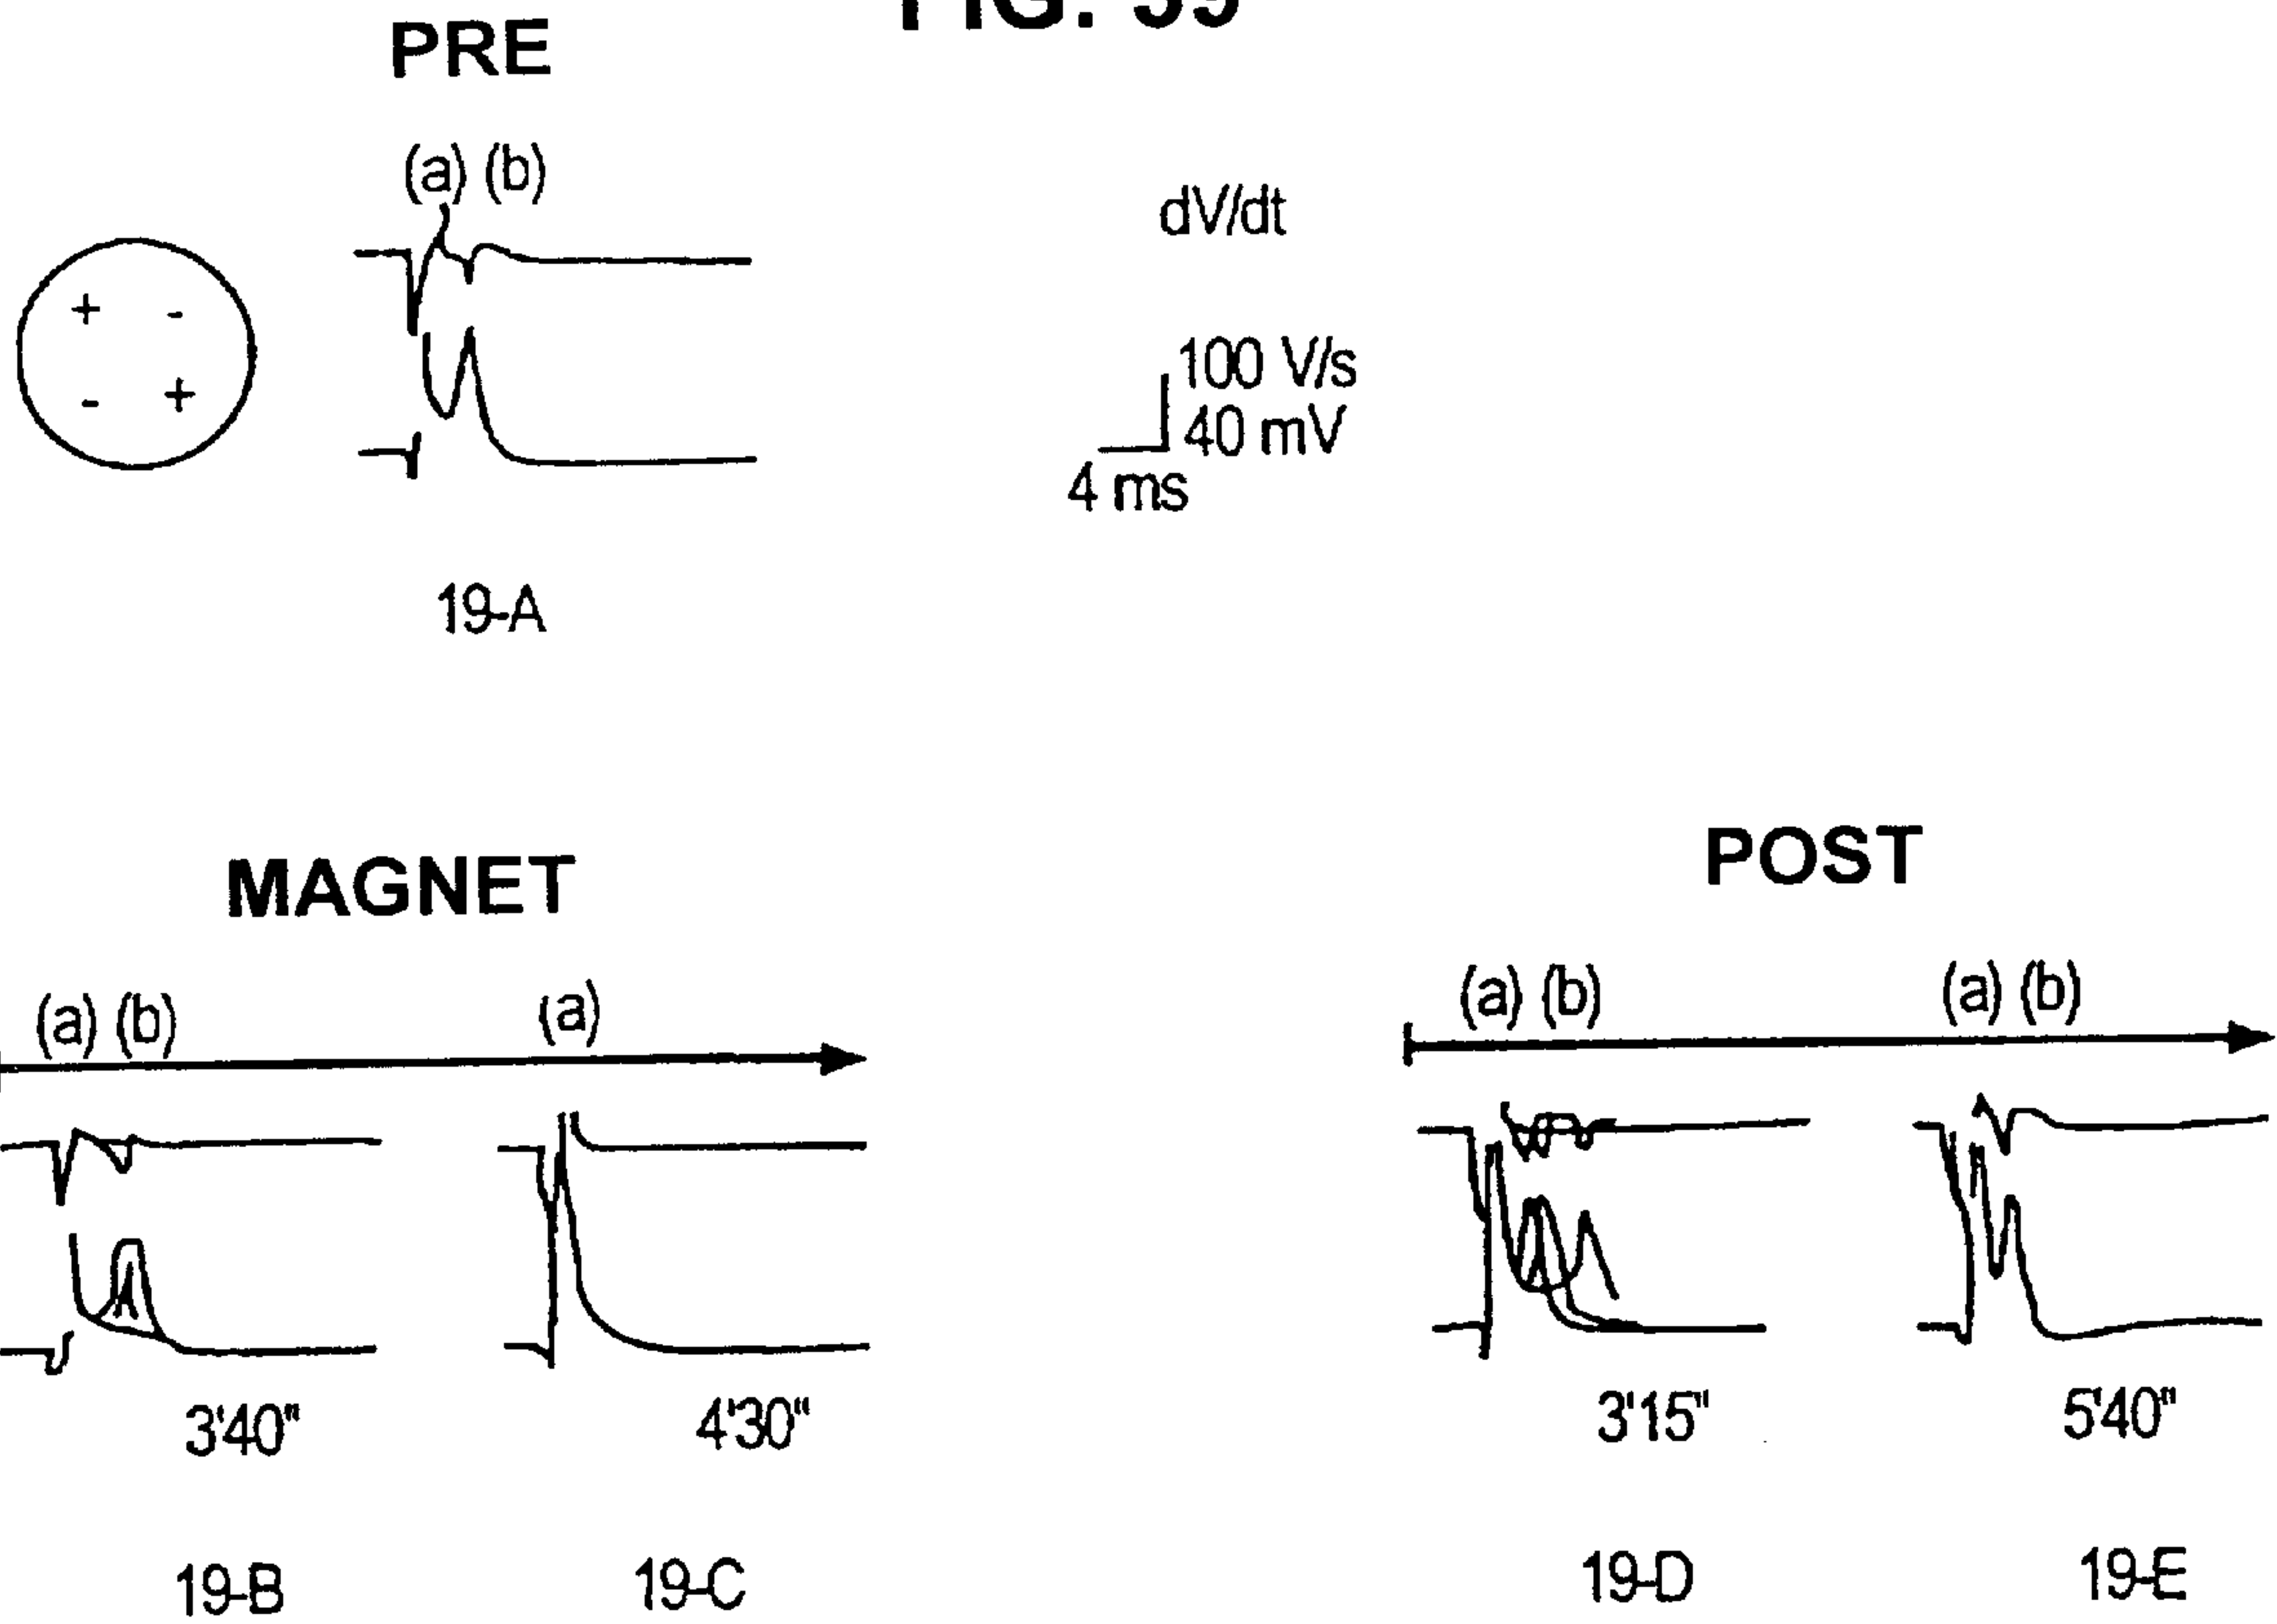 PRE
(a) (b)
dV/dt
+ -
- +
100 V/s
40 mV
4 ms
19-A
MAGNET
POST
(a) (b)
(a)
(a) (b)
(a) (b)
3'40"
4'30"
3'15"
5'40"
19-B
19-C
19-D
19-E